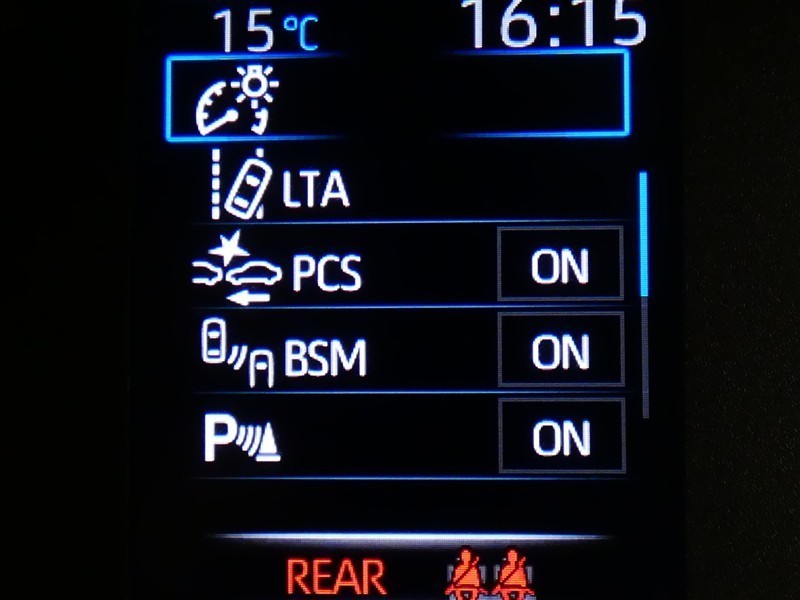 15 °C 16:15
LTA
PCS ON
BSM ON
P ON
REAR